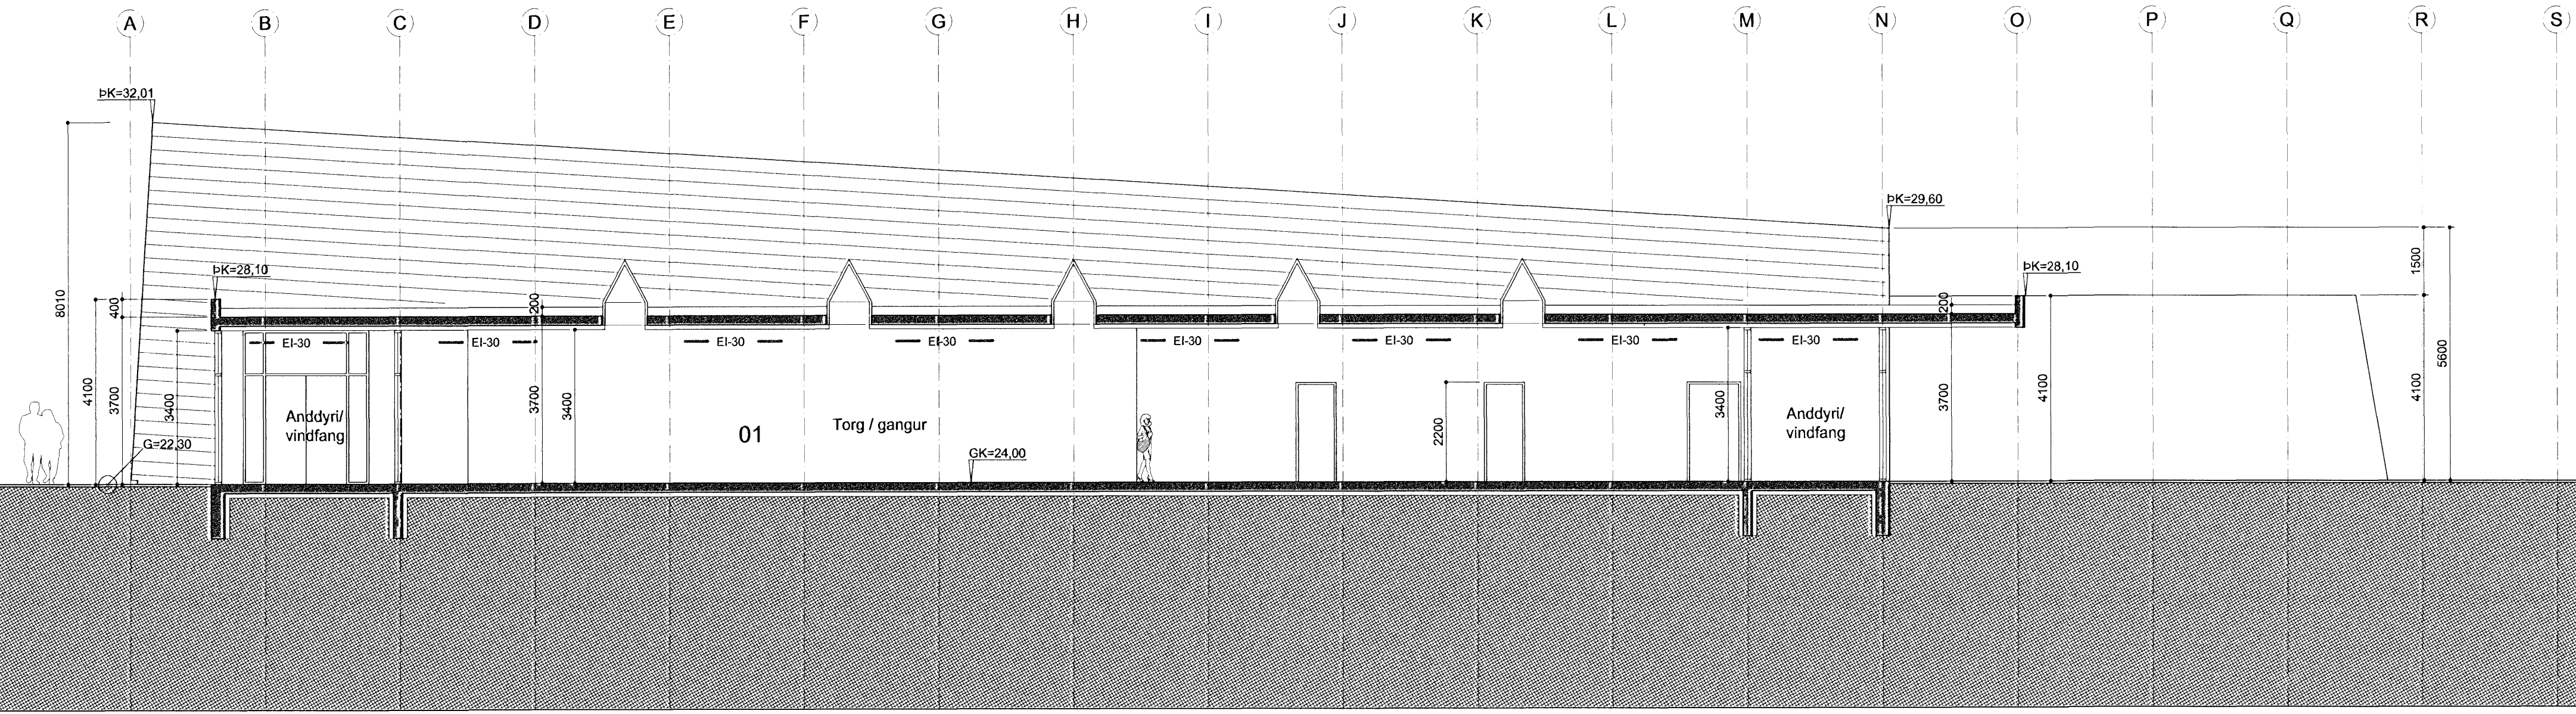 A B C D E F G H I J K L M N O P Q R S
ÞK=32,01
ÞK=29,60
ÞK=28,10
ÞK=28,10
8010
4100
400
3700
3400
G=22,30
EI-30
Anddyri/
vindfang
EI-30
200
3700
3400
EI-30
EI-30
01
Torg / gangur
GK=24,00
EI-30
EI-30
2200
EI-30
3400
EI-30
Anddyri/
vindfang
200
3700
4100
1500
4100
5600